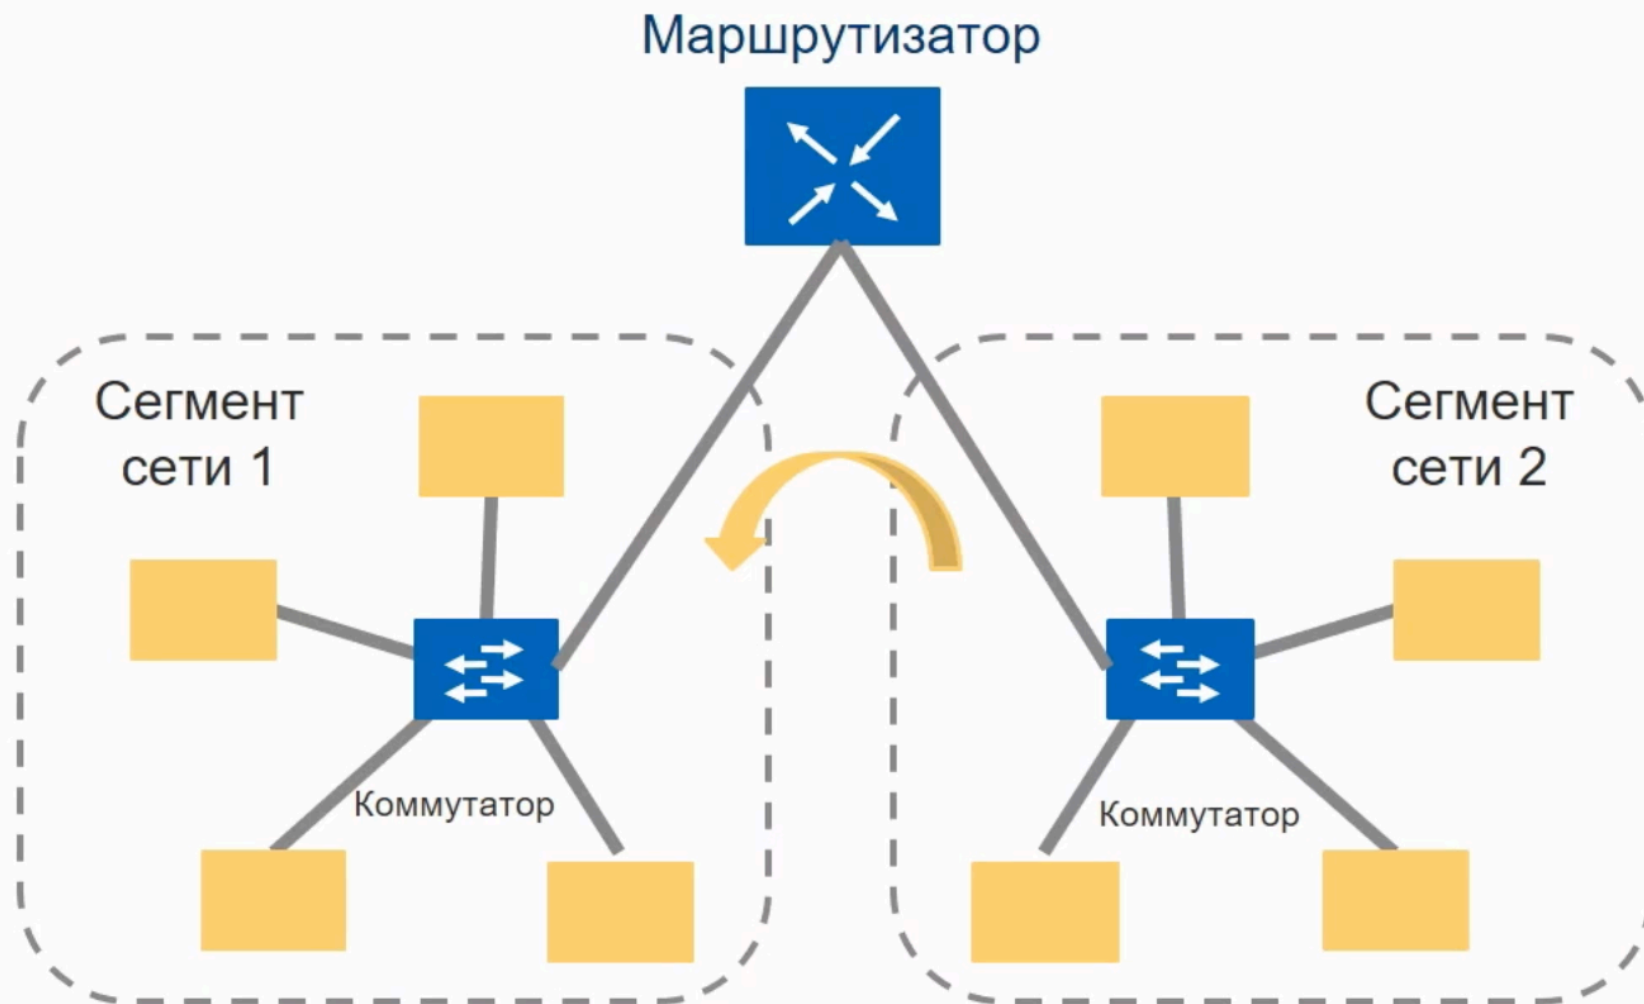 Маршрутизатор
Сегмент
сети 1
Сегмент
сети 2
Коммутатор
Коммутатор